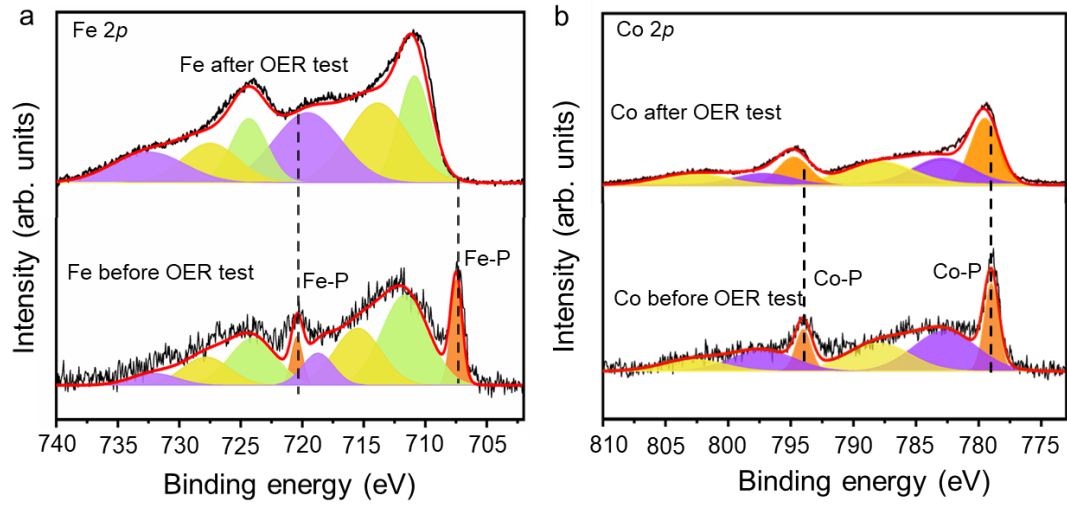 a
Fe 2p
Fe after OER test
Fe before OER test
Fe-P
Fe-P
Intensity (arb. units)
740 735 730 725 720 715 710 705
Binding energy (eV)
b
Co 2p
Co after OER test
Co before OER test
Co-P
Co-P
Intensity (arb. units)
810 805 800 795 790 785 780 775
Binding energy (eV)